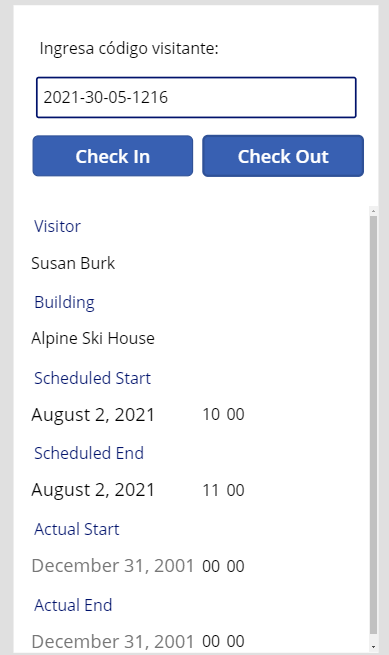 Ingresa código visitante:
2021-30-05-1216
Check In Check Out
Visitor
Susan Burk
Building
Alpine Ski House
Scheduled Start
August 2, 2021 10 00
Scheduled End
August 2, 2021 11 00
Actual Start
December 31, 2001 00 00
Actual End
December 31, 2001 00 00